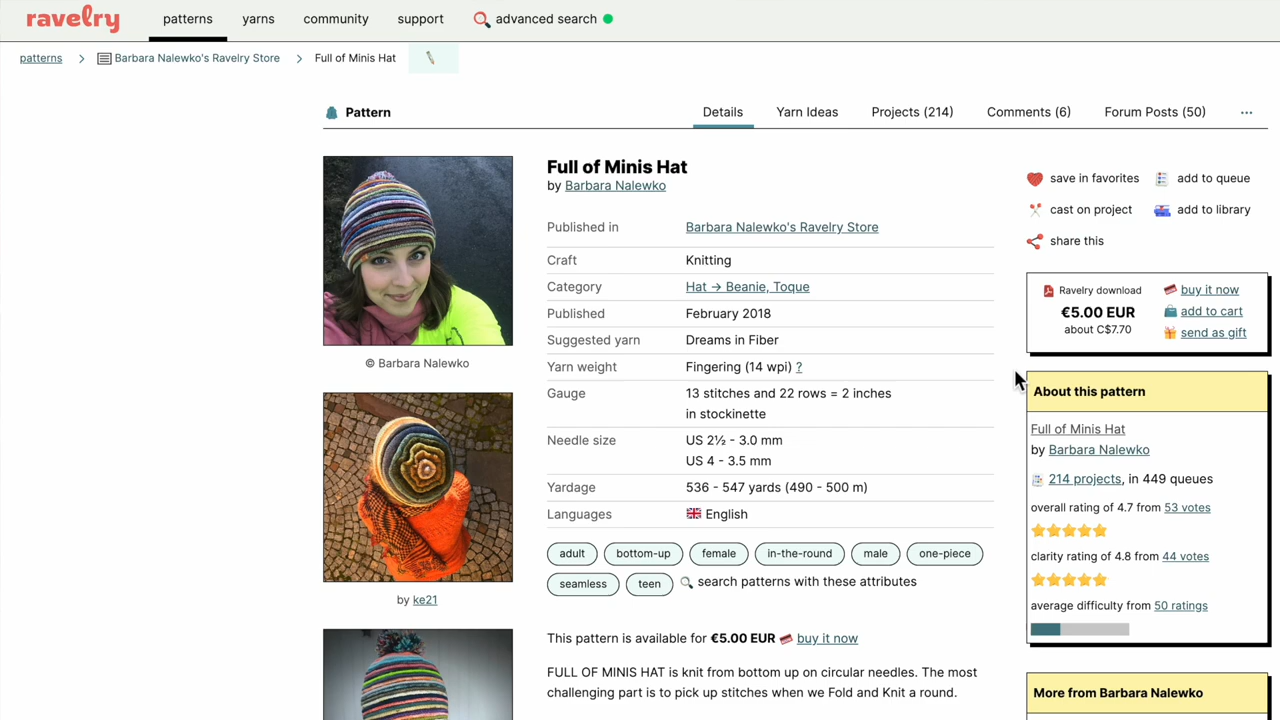 ravelry
patterns
yarns
community
support
advanced search
patterns
Barbara Nalewko's Ravelry Store
Full of Minis Hat
Pattern
Details
Yarn Ideas
Projects (214)
Comments (6)
Forum Posts (50)
© Barbara Nalewko
by ke21
Full of Minis Hat
by Barbara Nalewko
Published in Barbara Nalewko's Ravelry Store
Craft Knitting
Category Hat → Beanie, Toque
Published February 2018
Suggested yarn Dreams in Fiber
Yarn weight Fingering (14 wpi) ?
Gauge 13 stitches and 22 rows = 2 inches
in stockinette
Needle size US 2½ - 3.0 mm
US 4 - 3.5 mm
Yardage 536 - 547 yards (490 - 500 m)
Languages English
adult bottom-up female in-the-round male one-piece
seamless teen search patterns with these attributes
This pattern is available for €5.00 EUR buy it now
FULL OF MINIS HAT is knit from bottom up on circular needles. The most
challenging part is to pick up stitches when we Fold and Knit a round.
save in favorites add to queue
cast on project add to library
share this
Ravelry download
€5.00 EUR
about C$7.70
buy it now
add to cart
send as gift
About this pattern
Full of Minis Hat
by Barbara Nalewko
214 projects, in 449 queues
overall rating of 4.7 from 53 votes
clarity rating of 4.8 from 44 votes
average difficulty from 50 ratings
More from Barbara Nalewko